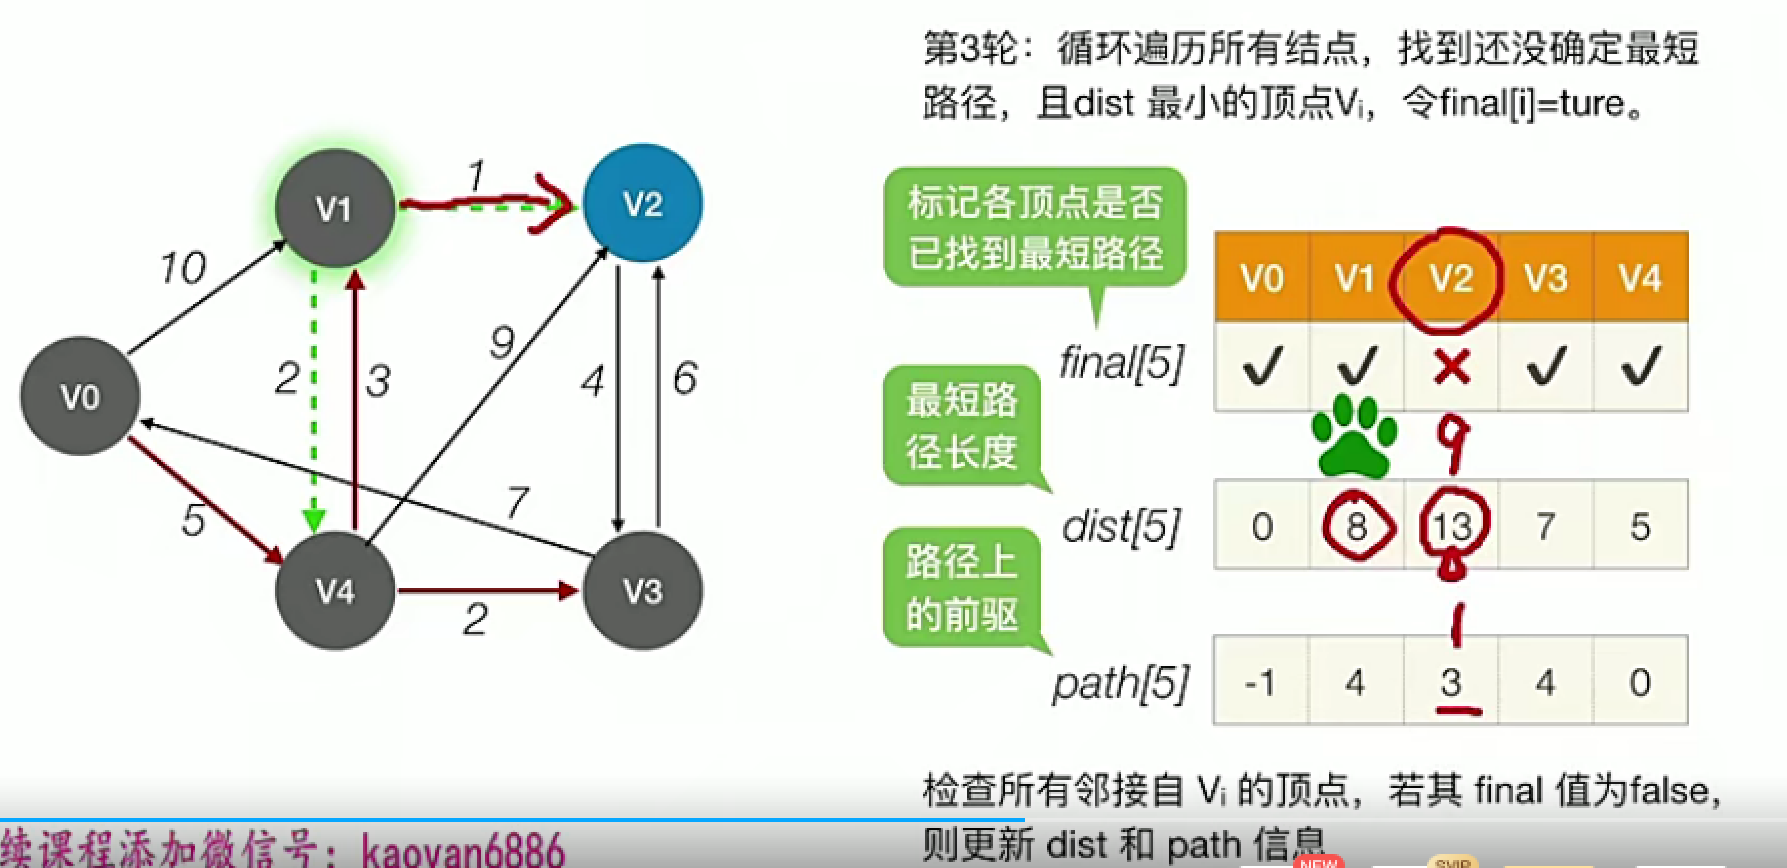 第3轮：循环遍历所有结点，找到还没确定最短
路径，且dist 最小的顶点Vi，令final[i]=ture。
标记各顶点是否
已找到最短路径
V0 V1 V2 V3 V4
final[5] ✓ ✓ × ✓ ✓
最短路
径长度
9
dist[5] 0 8 13 7 5
路径上
的前驱
1
path[5] -1 4 3 4 0
检查所有邻接自 Vi 的顶点，若其 final 值为false，
则更新 dist 和 path 信息
V1 1 V2
10
V0 2 3 9 4 6
5 7
V4 2 V3
续课程添加微信号：kaoyan6886
NEW
SVIP